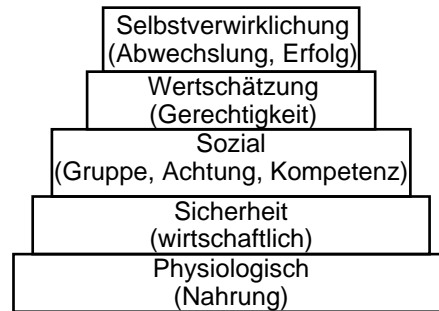 Selbstverwirklichung
(Abwechslung, Erfolg)
Wertschätzung
(Gerechtigkeit)
Sozial
(Gruppe, Achtung, Kompetenz)
Sicherheit
(wirtschaftlich)
Physiologisch
(Nahrung)